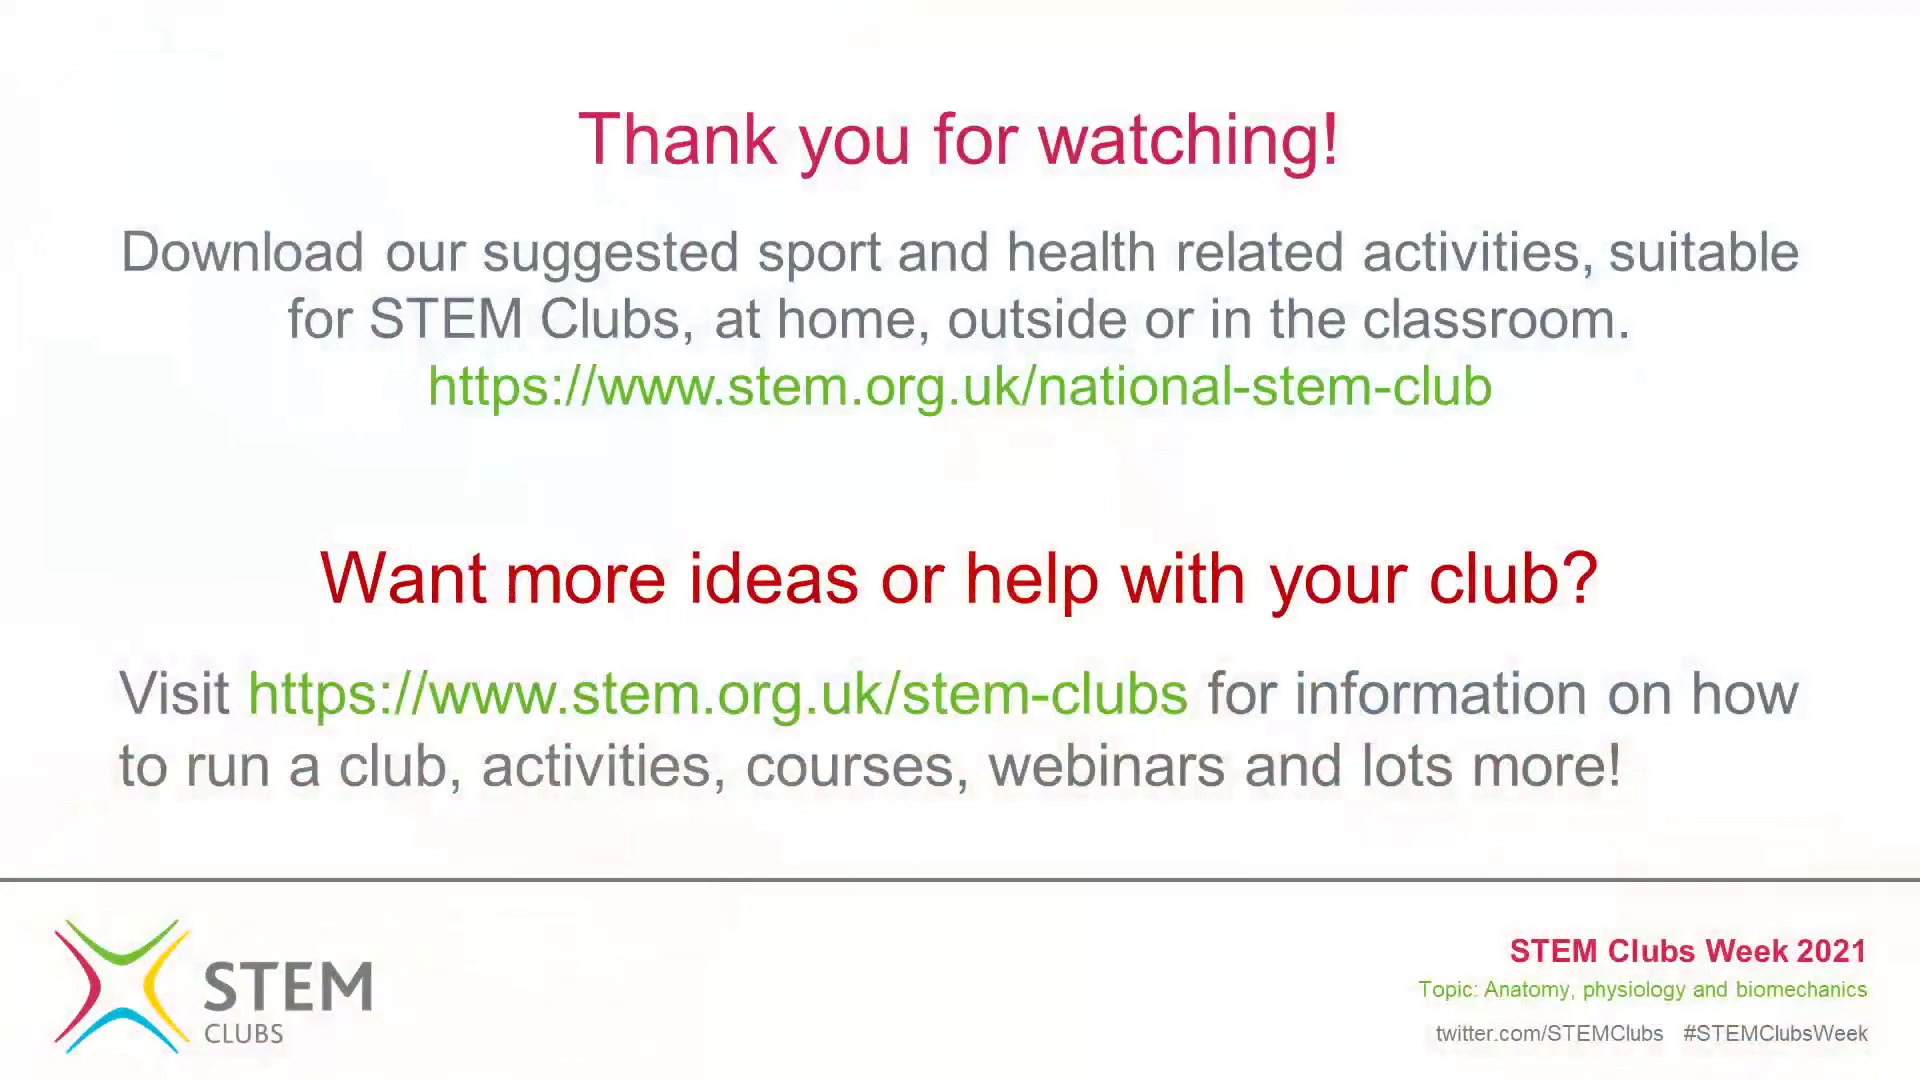 Thank you for watching!
Download our suggested sport and health related activities, suitable
for STEM Clubs, at home, outside or in the classroom.
https://www.stem.org.uk/national-stem-club
Want more ideas or help with your club?
Visit https://www.stem.org.uk/stem-clubs for information on how
to run a club, activities, courses, webinars and lots more!
STEM
CLUBS
STEM Clubs Week 2021
Topic: Anatomy, physiology and biomechanics
twitter.com/STEMClubs #STEMClubsWeek